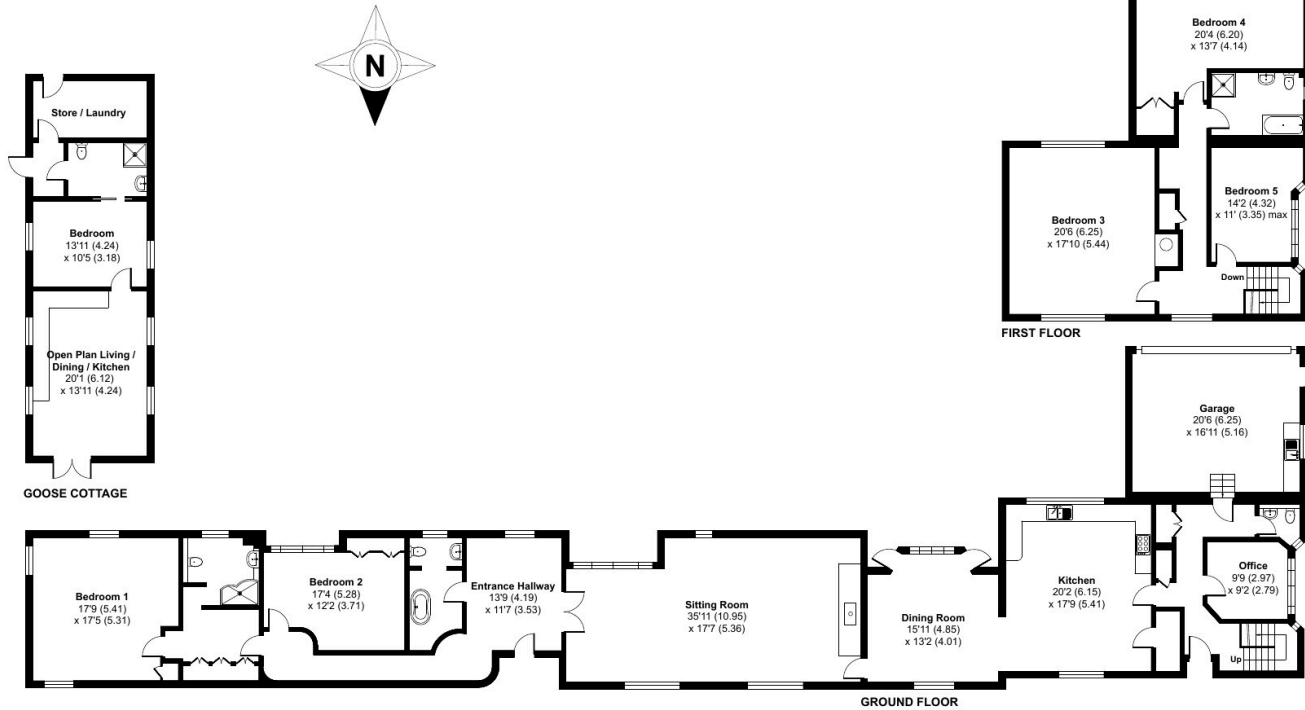 N
Bedroom 4
20'4 (6.20)
x 13'7 (4.14)
Store / Laundry
Bedroom
13'11 (4.24)
x 10'5 (3.18)
Open Plan Living /
Dining / Kitchen
20'1 (6.12)
x 13'11 (4.24)
GOOSE COTTAGE
Bedroom 3
20'6 (6.25)
x 17'10 (5.44)
Bedroom 5
14'2 (4.32)
x 11' (3.35) max
Down
FIRST FLOOR
Garage
20'6 (6.25)
x 16'11 (5.16)
Bedroom 1
17'9 (5.41)
x 17'5 (5.31)
Bedroom 2
17'4 (5.28)
x 12'2 (3.71)
Entrance Hallway
13'9 (4.19)
x 11'7 (3.53)
Sitting Room
35'11 (10.95)
x 17'7 (5.36)
Dining Room
15'11 (4.85)
x 13'2 (4.01)
Kitchen
20'2 (6.15)
x 17'9 (5.41)
Office
9'9 (2.97)
x 9'2 (2.79)
Up
GROUND FLOOR